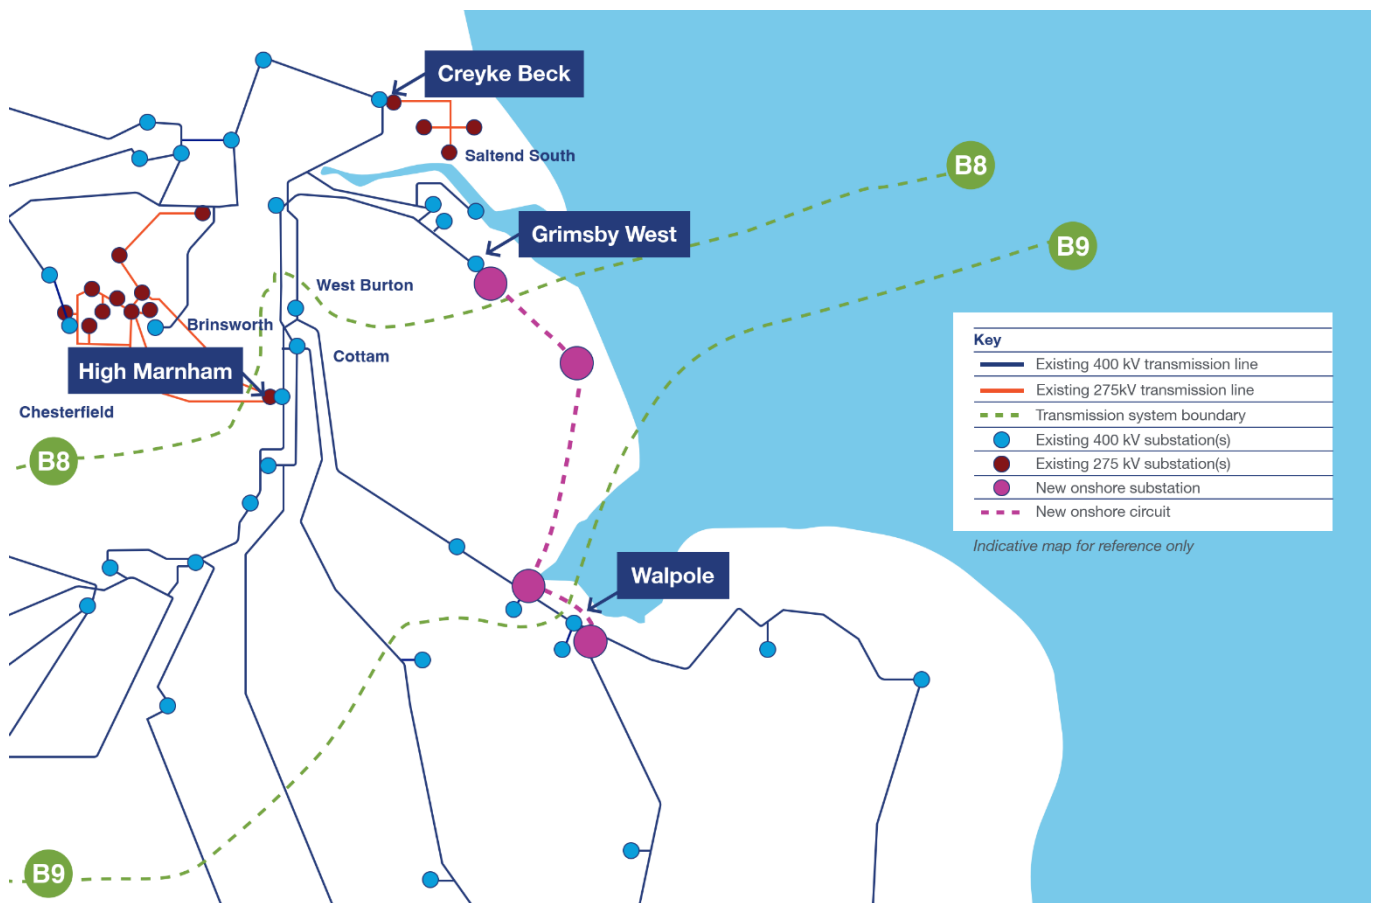 Creyke Beck
Saltend South
B8
Grimsby West
B9
West Burton
Brinsworth
Cottam
High Marnham
Chesterfield
B8
Key
Existing 400 kV transmission line
Existing 275kV transmission line
Transmission system boundary
Existing 400 kV substation(s)
Existing 275 kV substation(s)
New onshore substation
New onshore circuit
Indicative map for reference only
Walpole
B9